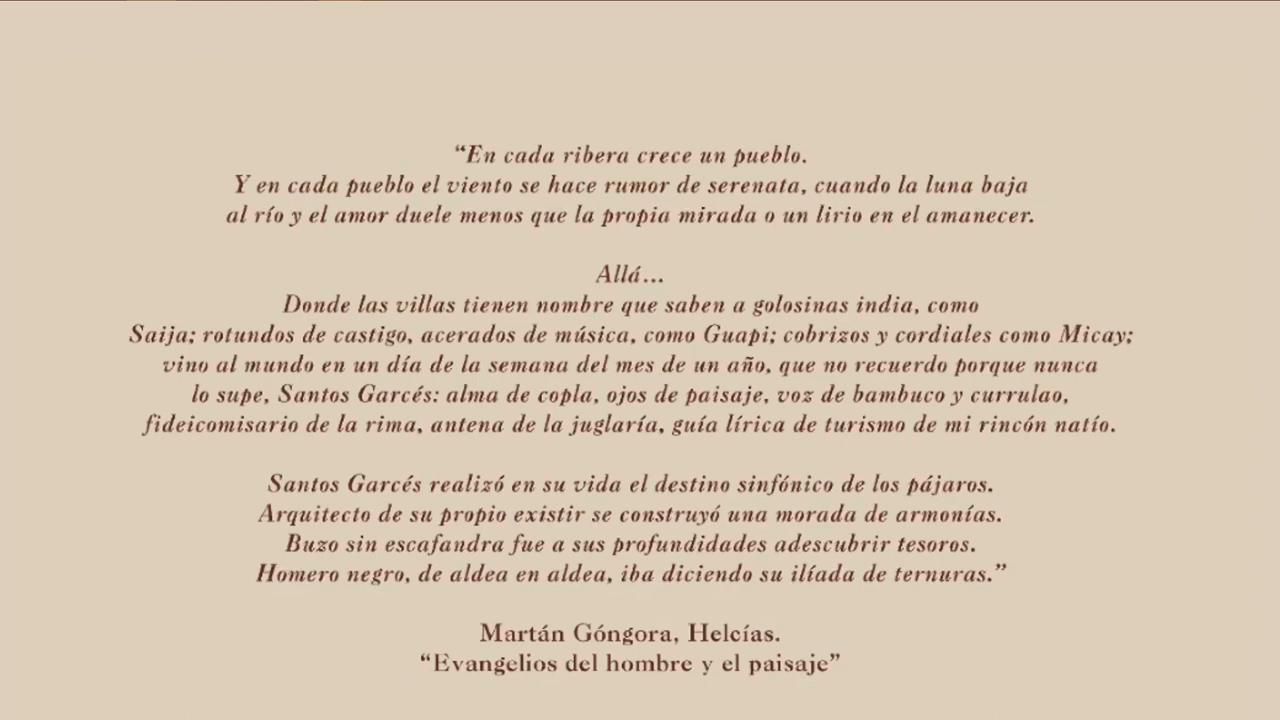 “En cada ribera crece un pueblo.
Y en cada pueblo el viento se hace rumor de serenata, cuando la luna baja
al río y el amor duele menos que la propia mirada o un lirio en el amanecer.
Allá...
Donde las villas tienen nombre que saben a golosinas india, como
Saija; rotundos de castigo, acerados de música, como Guapi; cobrizos y cordiales como Micay;
vino al mundo en un día de la semana del mes de un año, que no recuerdo porque nunca
lo supe, Santos Garcés: alma de copla, ojos de paisaje, voz de bambuco y currulao,
fideicomisario de la rima, antena de la juglaría, guía lírica de turismo de mi rincón natío.
Santos Garcés realizó en su vida el destino sinfónico de los pájaros.
Arquitecto de su propio existir se construyó una morada de armonías.
Buzo sin escafandra fue a sus profundidades adescubrir tesoros.
Homero negro, de aldea en aldea, iba diciendo su ilíada de ternuras.”
Martán Góngora, Helcías.
“Evangelios del hombre y el paisaje”